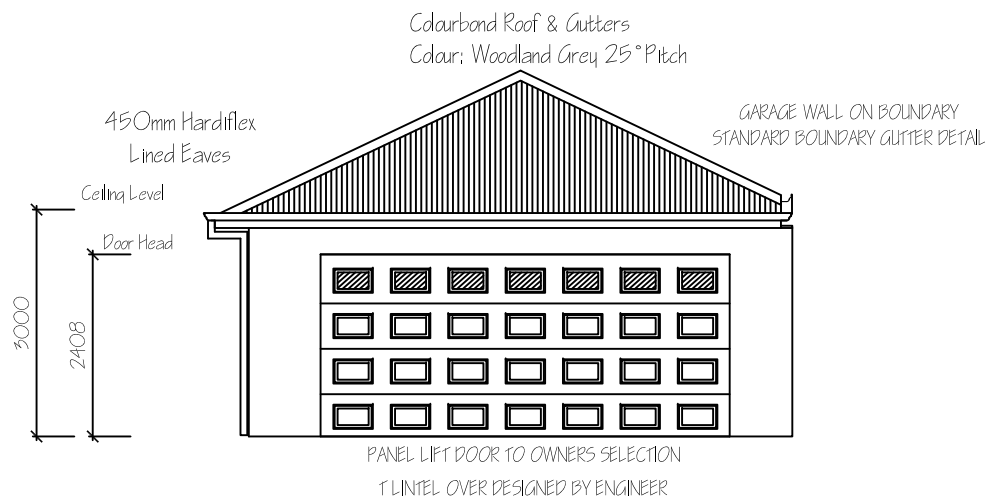 Colourbond Roof & Gutters
Colour; Woodland Grey 25° Pitch
450mm Hardiflex
Lined Eaves
GARAGE WALL ON BOUNDARY
STANDARD BOUNDARY GUTTER DETAIL
Ceiling Level
Door Head
3000
2408
PANEL LIFT DOOR TO OWNERS SELECTION
T LINTEL OVER DESIGNED BY ENGINEER